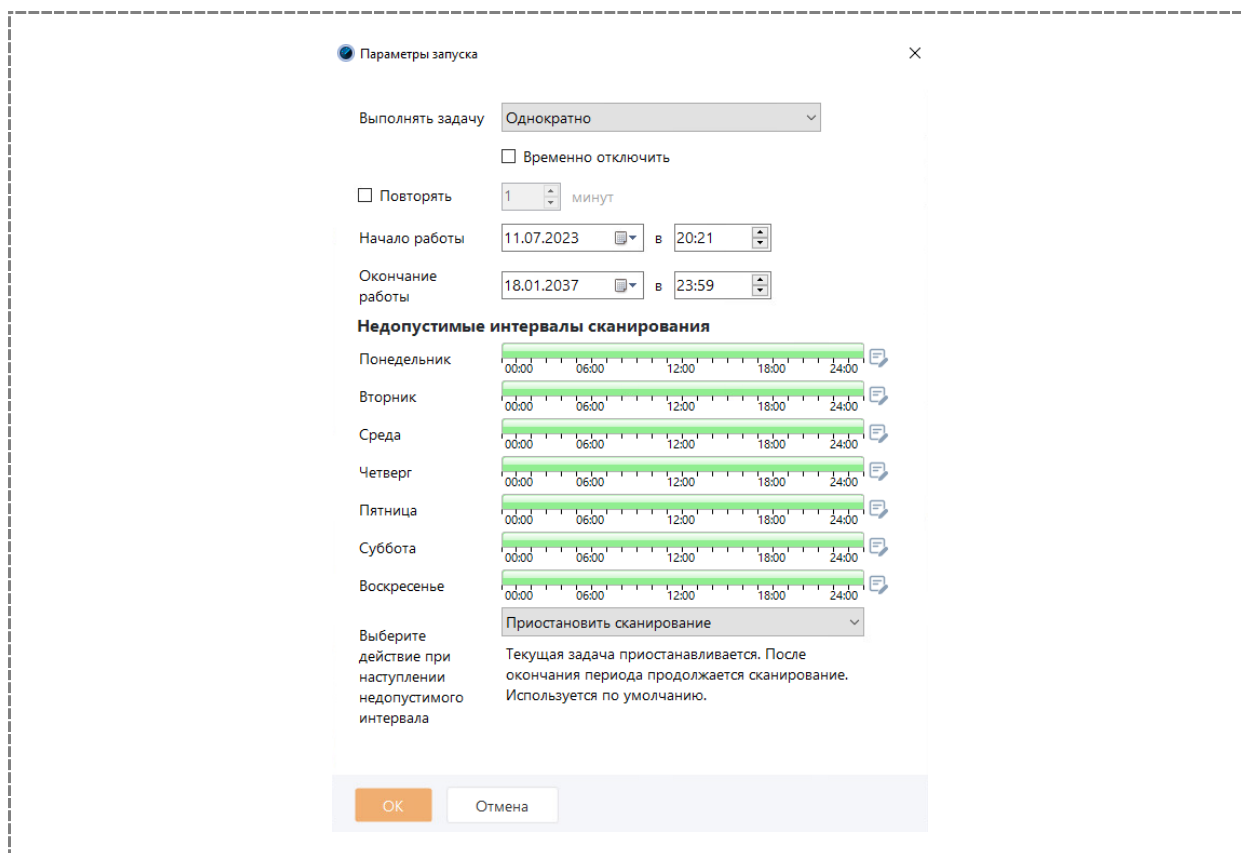 Параметры запуска
Выполнять задачу Однократно
Временно отключить
Повторять 1 минут
Начало работы 11.07.2023 в 20:21
Окончание
работы 18.01.2037 в 23:59
Недопустимые интервалы сканирования
Понедельник
00:00 06:00 12:00 18:00 24:00
Вторник
00:00 06:00 12:00 18:00 24:00
Среда
00:00 06:00 12:00 18:00 24:00
Четверг
00:00 06:00 12:00 18:00 24:00
Пятница
00:00 06:00 12:00 18:00 24:00
Суббота
00:00 06:00 12:00 18:00 24:00
Воскресенье
00:00 06:00 12:00 18:00 24:00
Приостановить сканирование
Выберите
действие при
наступлении
недопустимого
интервала
Текущая задача приостанавливается. После
окончания периода продолжается сканирование.
Используется по умолчанию.
OK Отмена